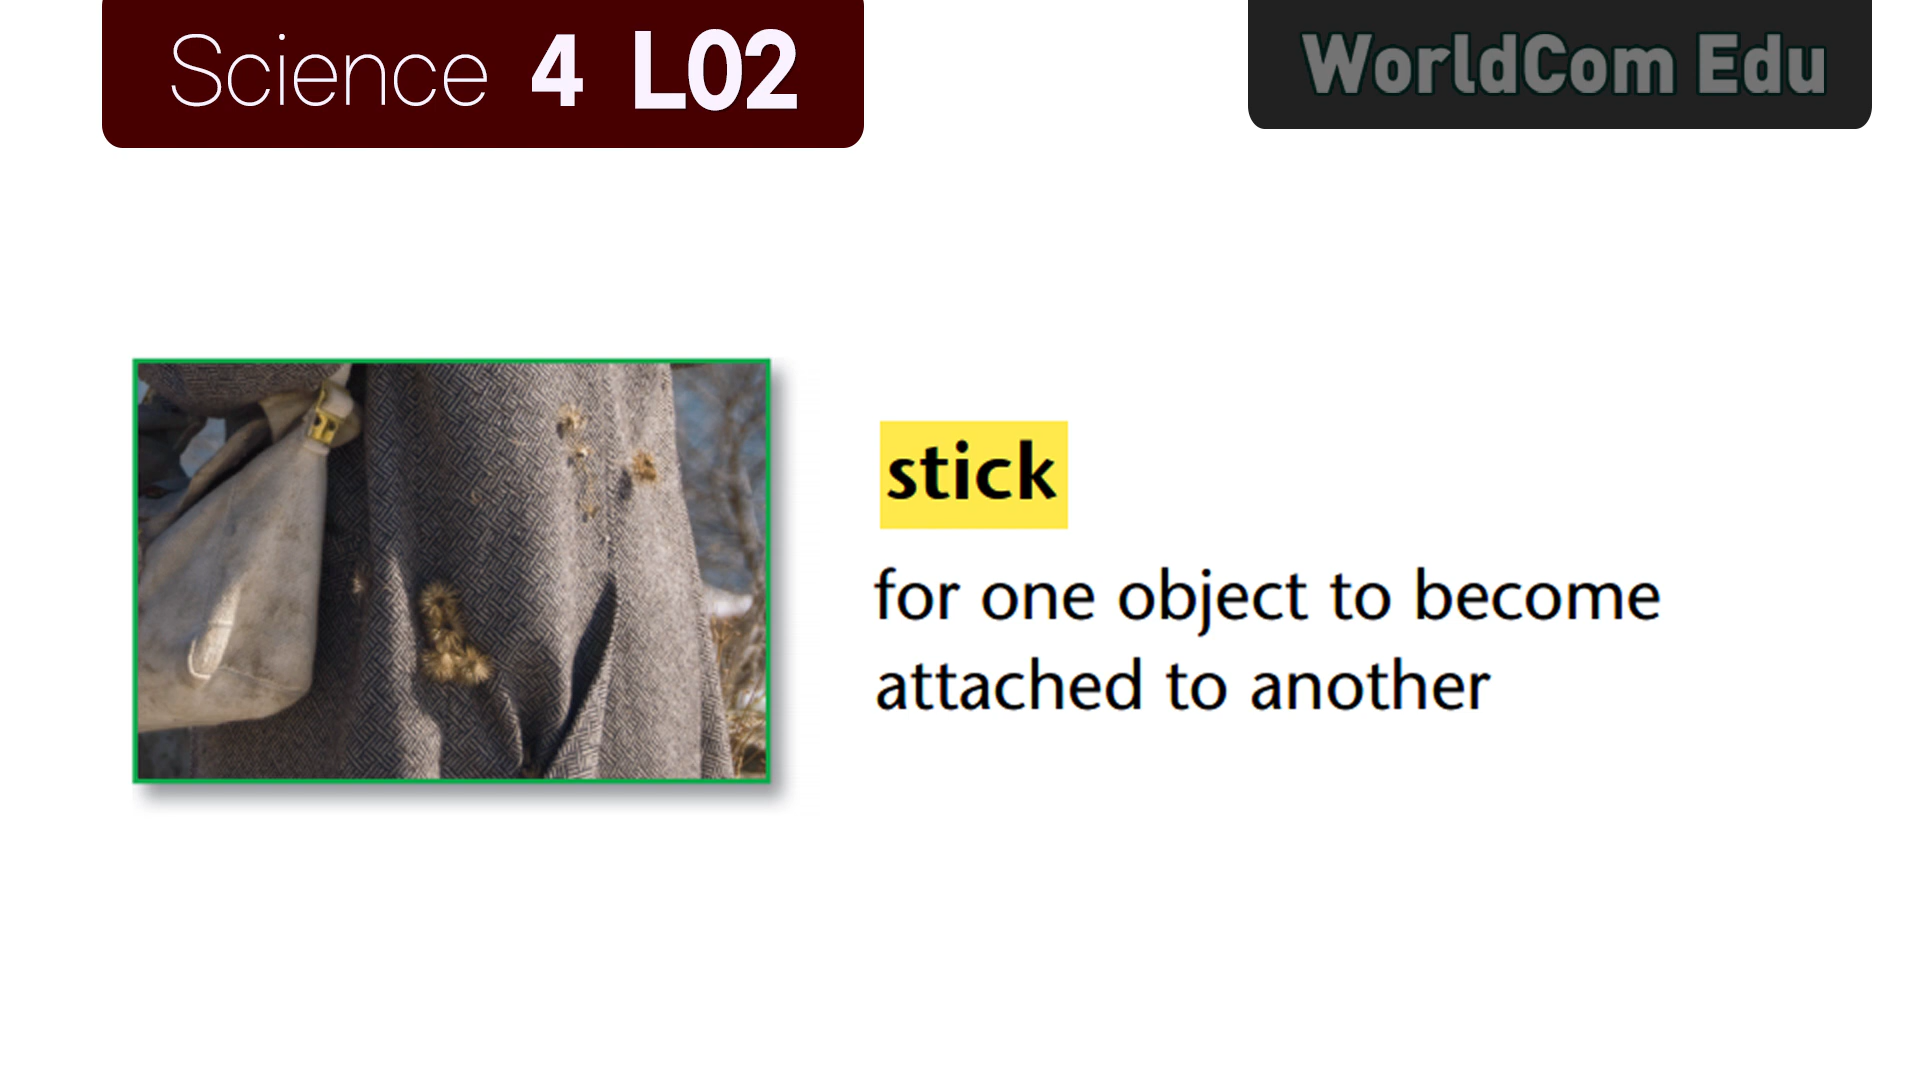 Science 4 L02
WorldCom Edu
stick
for one object to become
attached to another